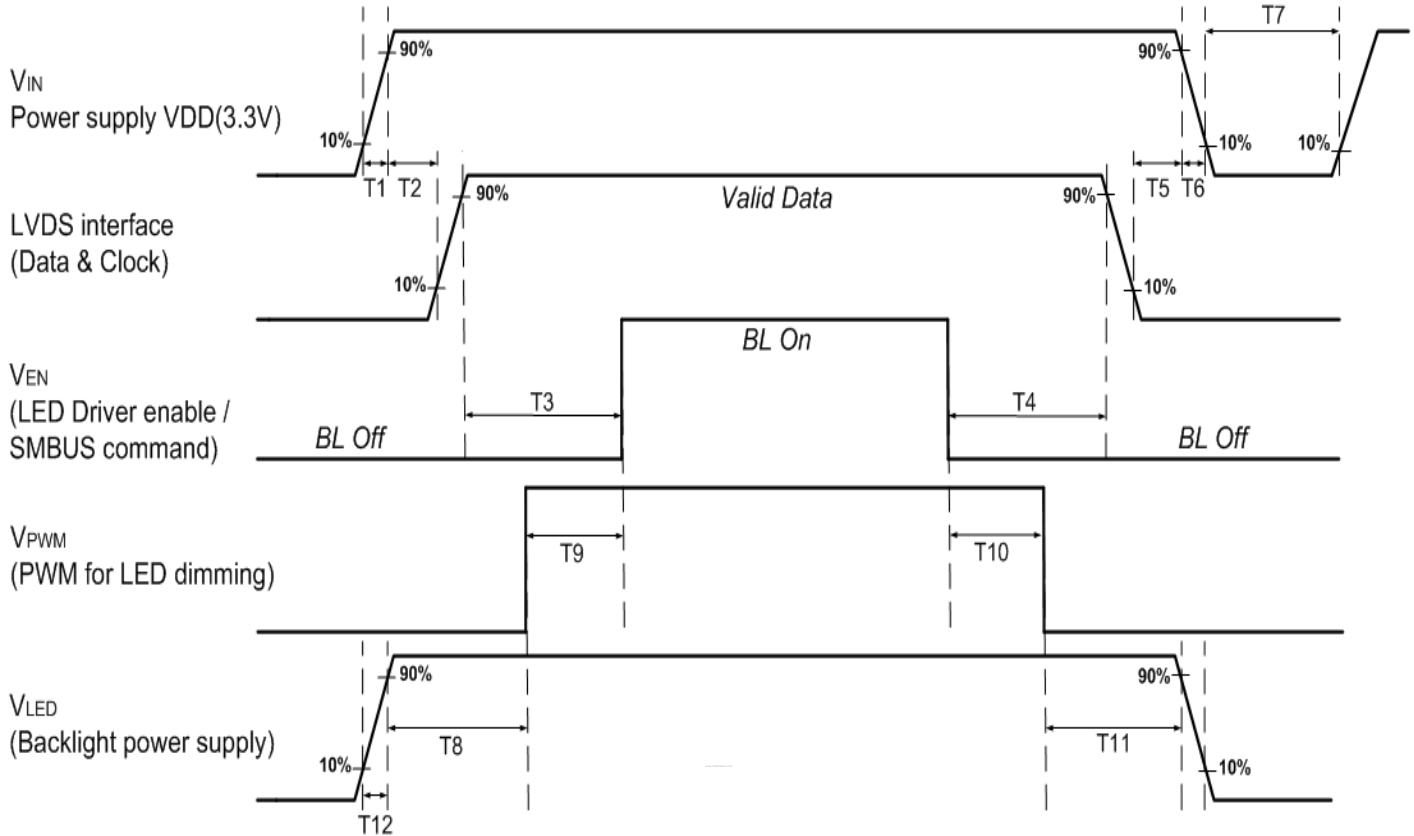 T7
90%
90%
VIN
Power supply VDD(3.3V)
10%
10%
10%
T1
T2
T5
T6
90%
Valid Data
90%
LVDS interface
(Data & Clock)
10%
10%
BL On
VEN
(LED Driver enable /
SMBUS command)
T3
T4
BL Off
BL Off
VPWM
(PWM for LED dimming)
T9
T10
90%
90%
VLED
(Backlight power supply)
T8
T11
10%
10%
T12